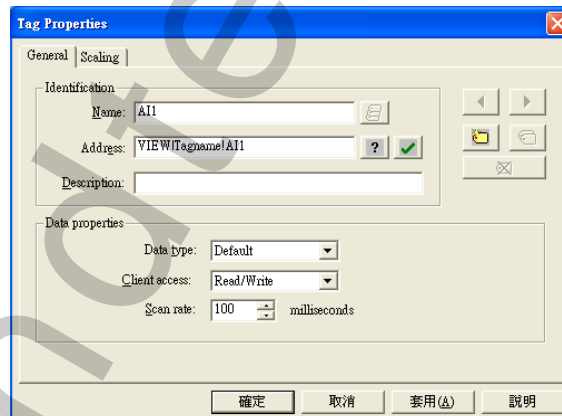 Tag Properties
General Scaling
Identification
Name: AI1
Address: VIEW|Tagname!AI1 ?
Description:
Data properties
Data type: Default
Client access: Read/Write
Scan rate: 100 milliseconds
確定 取消 套用(A) 說明